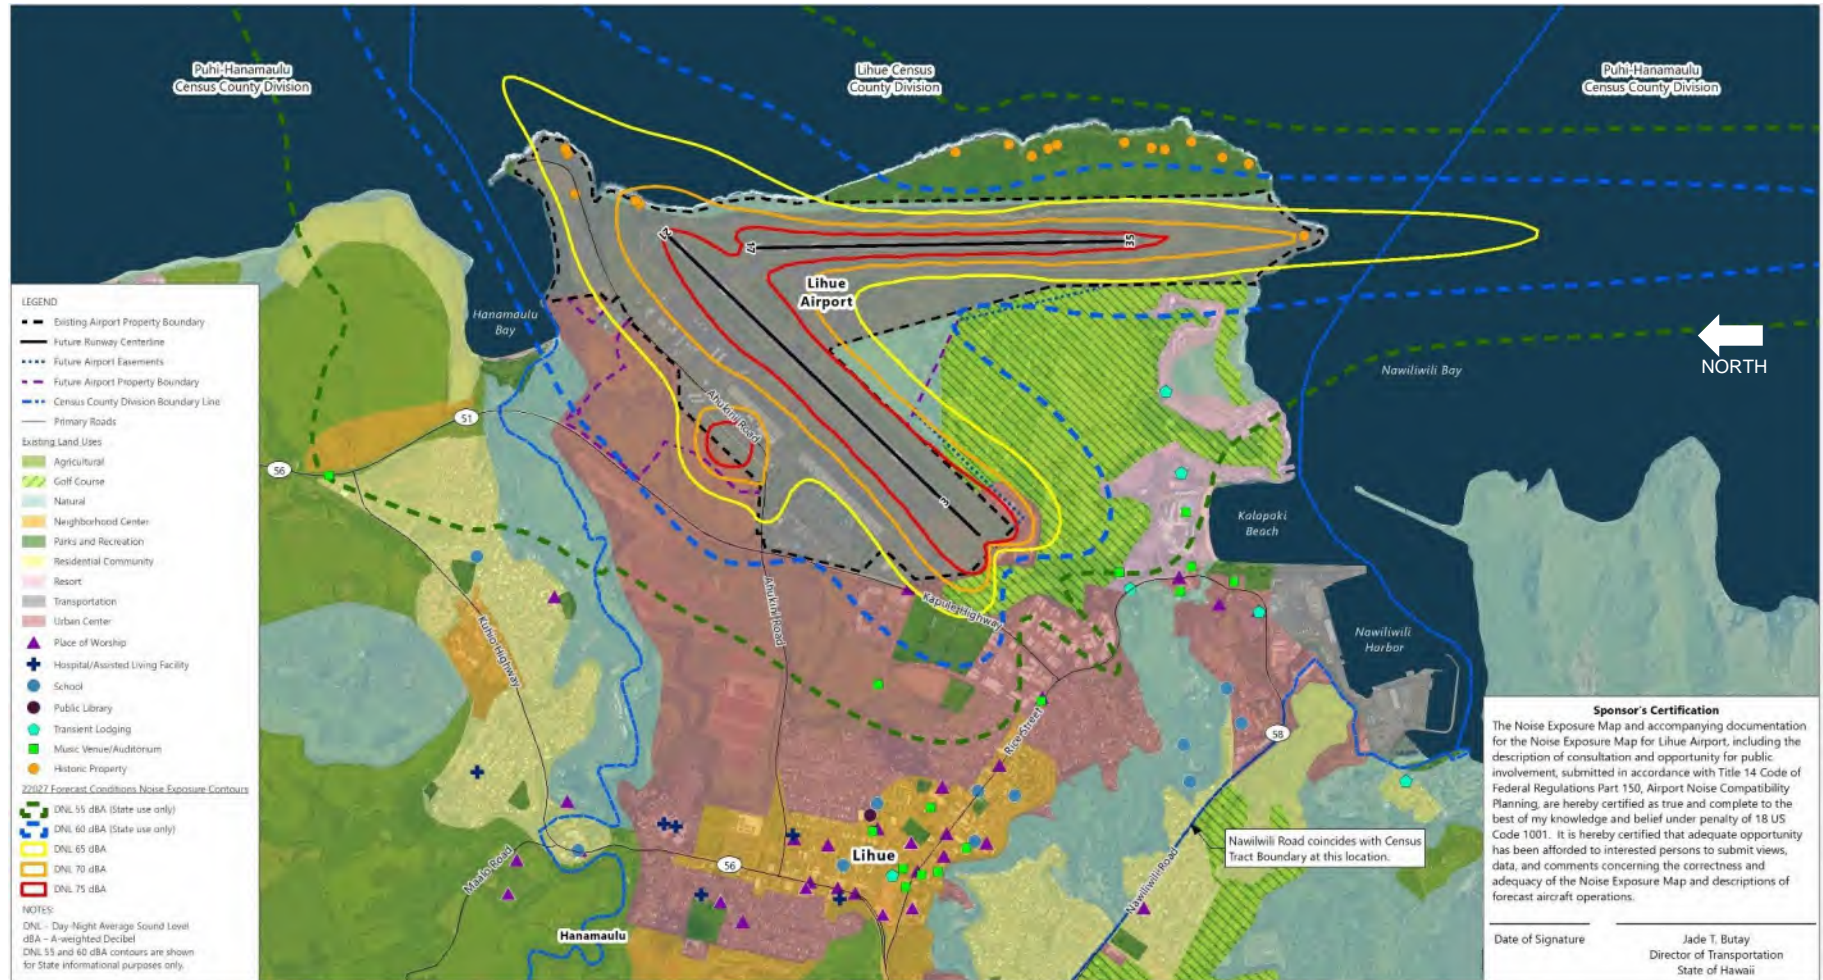 Puhi-Hanamaulu
Census County Division
Lihue Census
County Division
Puhi-Hanamaulu
Census County Division
21
17
35
Lihue
Airport
Hanamaulu
Bay
NORTH
Nawiliwili Bay
51
56
Ahukini Road
3
Kalapaki
Beach
Kapule Highway
Ahukini Road
Kuhio Highway
Nawiliwili
Harbor
Rice Street
58
Nawilwili Road coincides with Census
Tract Boundary at this location.
Lihue
56
Maalo Road
Nawiliwili Road
Hanamaulu
LEGEND
Existing Airport Property Boundary
Future Runway Centerline
Future Airport Easements
Future Airport Property Boundary
Census County Division Boundary Line
Primary Roads
Existing Land Uses
Agricultural
Golf Course
Natural
Neighborhood Center
Parks and Recreation
Residential Community
Resort
Transportation
Urban Center
Place of Worship
Hospital/Assisted Living Facility
School
Public Library
Transient Lodging
Music Venue/Auditorium
Historic Property
22027 Forecast Conditions Noise Exposure Contours
DNL 55 dBA (State use only)
DNL 60 dBA (State use only)
DNL 65 dBA
DNL 70 dBA
DNL 75 dBA
NOTES:
DNL - Day-Night Average Sound Level
dBA – A-weighted Decibel
DNL 55 and 60 dBA contours are shown
for State informational purposes only.
Sponsor's Certification
The Noise Exposure Map and accompanying documentation
for the Noise Exposure Map for Lihue Airport, including the
description of consultation and opportunity for public
involvement, submitted in accordance with Title 14 Code of
Federal Regulations Part 150, Airport Noise Compatibility
Planning, are hereby certified as true and complete to the
best of my knowledge and belief under penalty of 18 US
Code 1001. It is hereby certified that adequate opportunity
has been afforded to interested persons to submit views,
data, and comments concerning the correctness and
adequacy of the Noise Exposure Map and descriptions of
forecast aircraft operations.
Date of Signature
Jade T. Butay
Director of Transportation
State of Hawaii